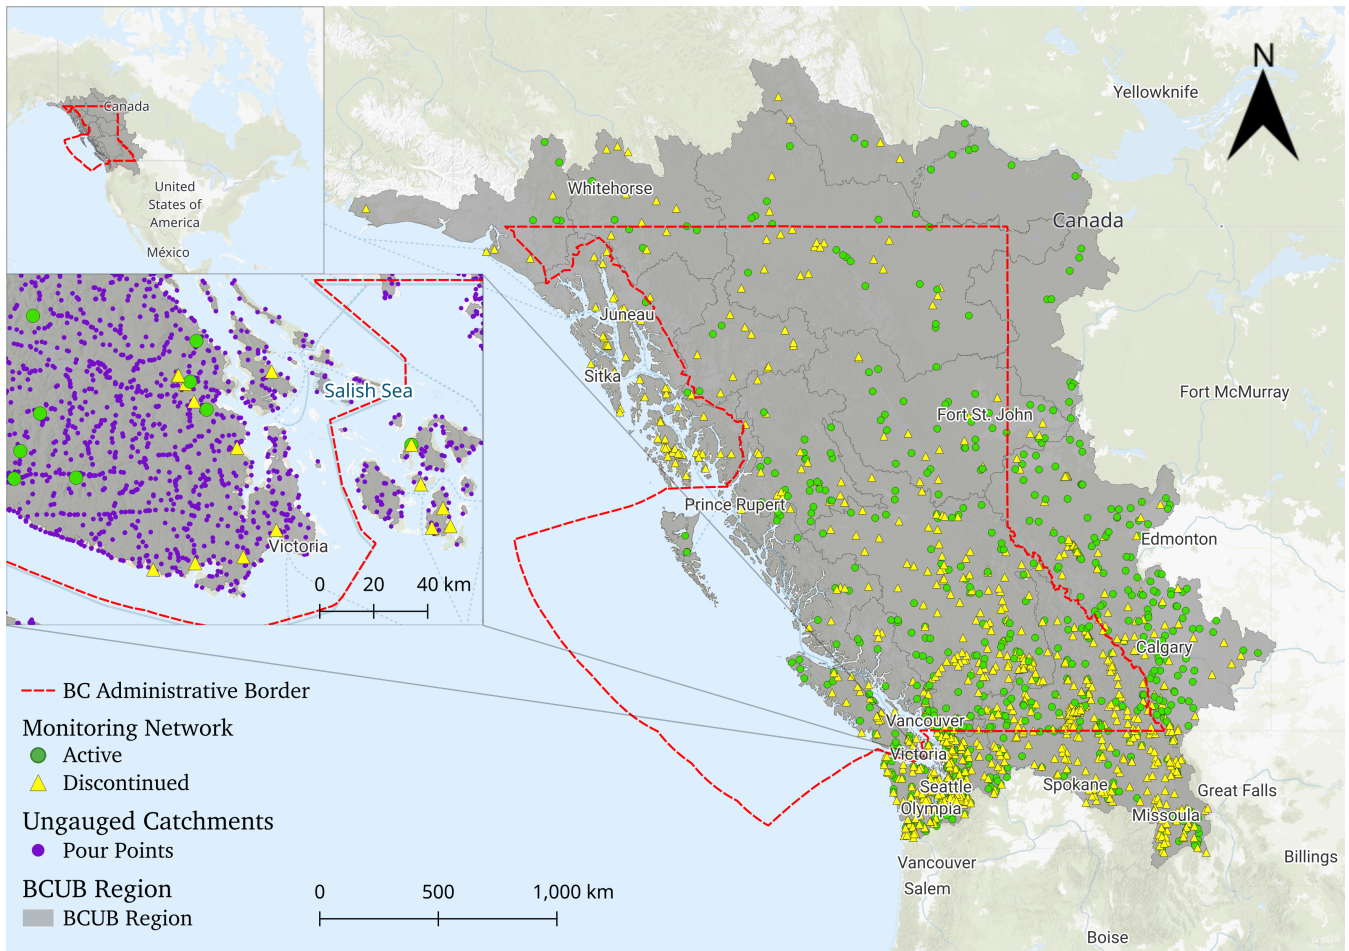 Canada
United
States of
America
México
N
Yellowknife
Whitehorse
Canada
Juneau
Sitka
Fort McMurray
Fort St. John
Salish Sea
Prince Rupert
Victoria
Edmonton
0 20 40 km
Calgary
BC Administrative Border
Monitoring Network
Active
Discontinued
Ungauged Catchments
Pour Points
BCUB Region
BCUB Region
0 500 1,000 km
Vancouver
Victoria
Seattle
Spokane
Great Falls
Olympia
Missoula
Vancouver
Billings
Salem
Boise